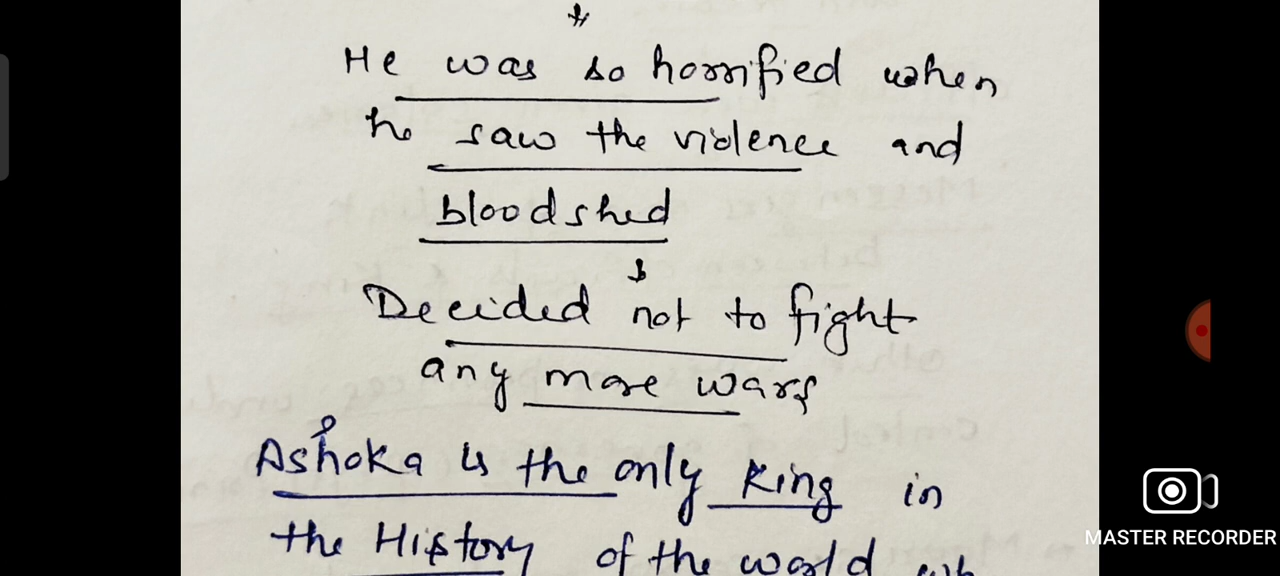 He was so horrified when
he saw the violence and
bloodshed
Decided not to fight
any more wars
Ashoka is the only king in
the History of the world
MASTER RECORDER